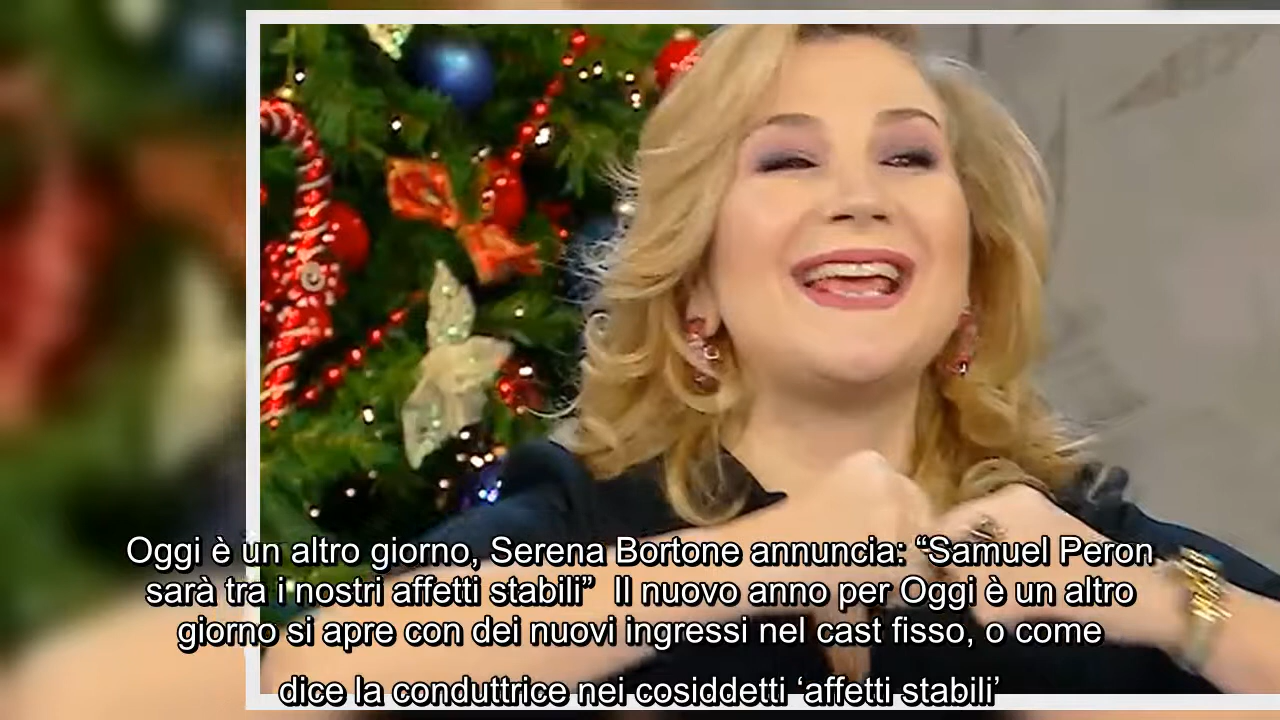 Oggi è un altro giorno, Serena Bortone annuncia: “Samuel Peron
sarà tra i nostri affetti stabili”  Il nuovo anno per Oggi è un altro
giorno si apre con dei nuovi ingressi nel cast fisso, o come
dice la conduttrice nei cosiddetti ‘affetti stabili’